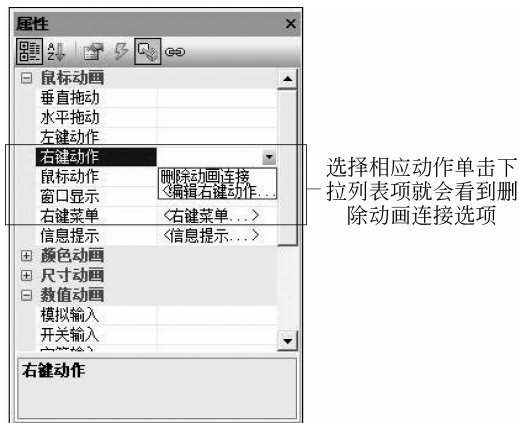 属性
鼠标动画
垂直拖动
水平拖动
左键动作
右键动作
鼠标动作 删除动画连接
窗口显示 <编辑右键动作...
右键菜单 <右键菜单...>
信息提示 <信息提示...>
颜色动画
尺寸动画
数值动画
模拟输入
开关输入
右键动作
选择相应动作单击下
拉列表项就会看到删
除动画连接选项